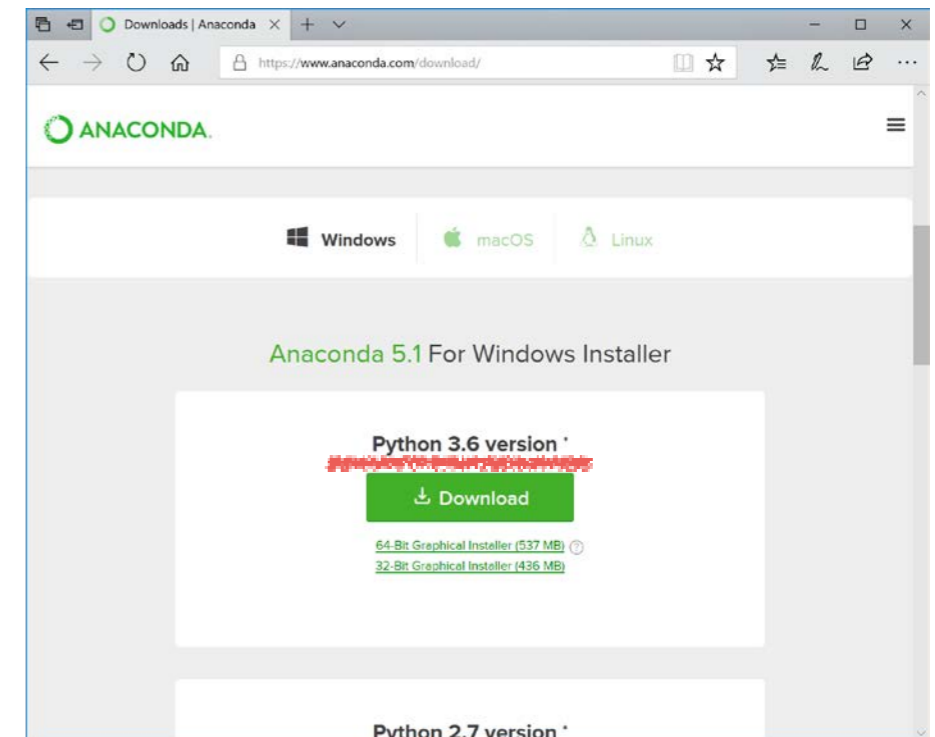 Downloads | Anaconda
https://www.anaconda.com/download/
ANACONDA.
Windows macOS Linux
Anaconda 5.1 For Windows Installer
Python 3.6 version *
Download
64-Bit Graphical Installer (537 MB) ?
32-Bit Graphical Installer (436 MB)
Python 2.7 version *